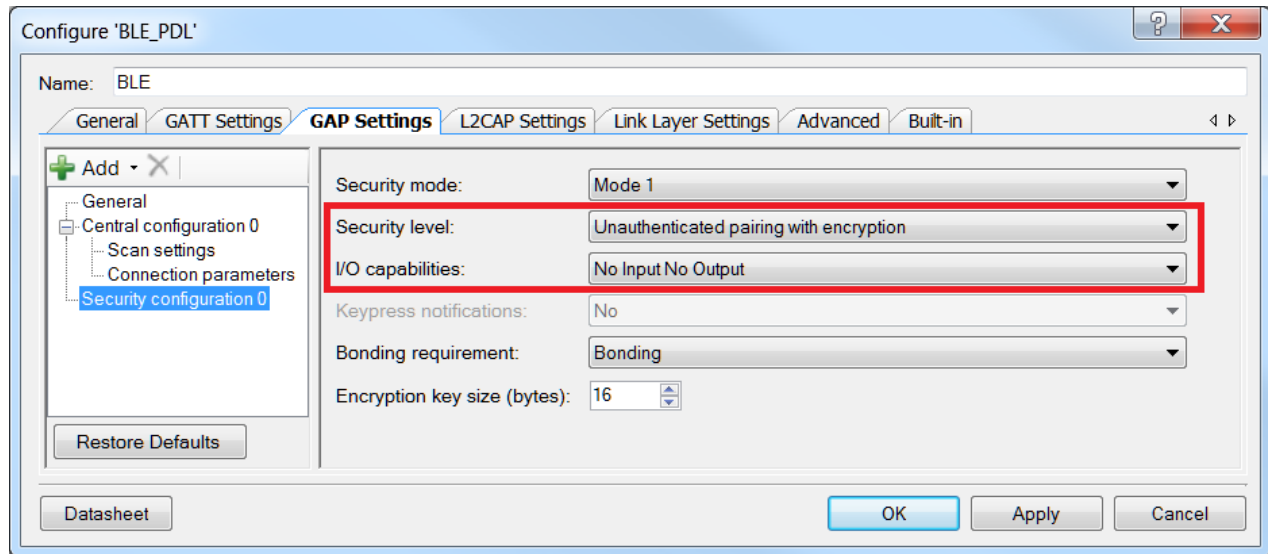 Configure 'BLE_PDL'
?
X
Name: BLE
General GATT Settings GAP Settings L2CAP Settings Link Layer Settings Advanced Built-in
Add
General
Central configuration 0
Scan settings
Connection parameters
Security configuration 0
Restore Defaults
Security mode: Mode 1
Security level: Unauthenticated pairing with encryption
I/O capabilities: No Input No Output
Keypress notifications: No
Bonding requirement: Bonding
Encryption key size (bytes): 16
Datasheet OK Apply Cancel